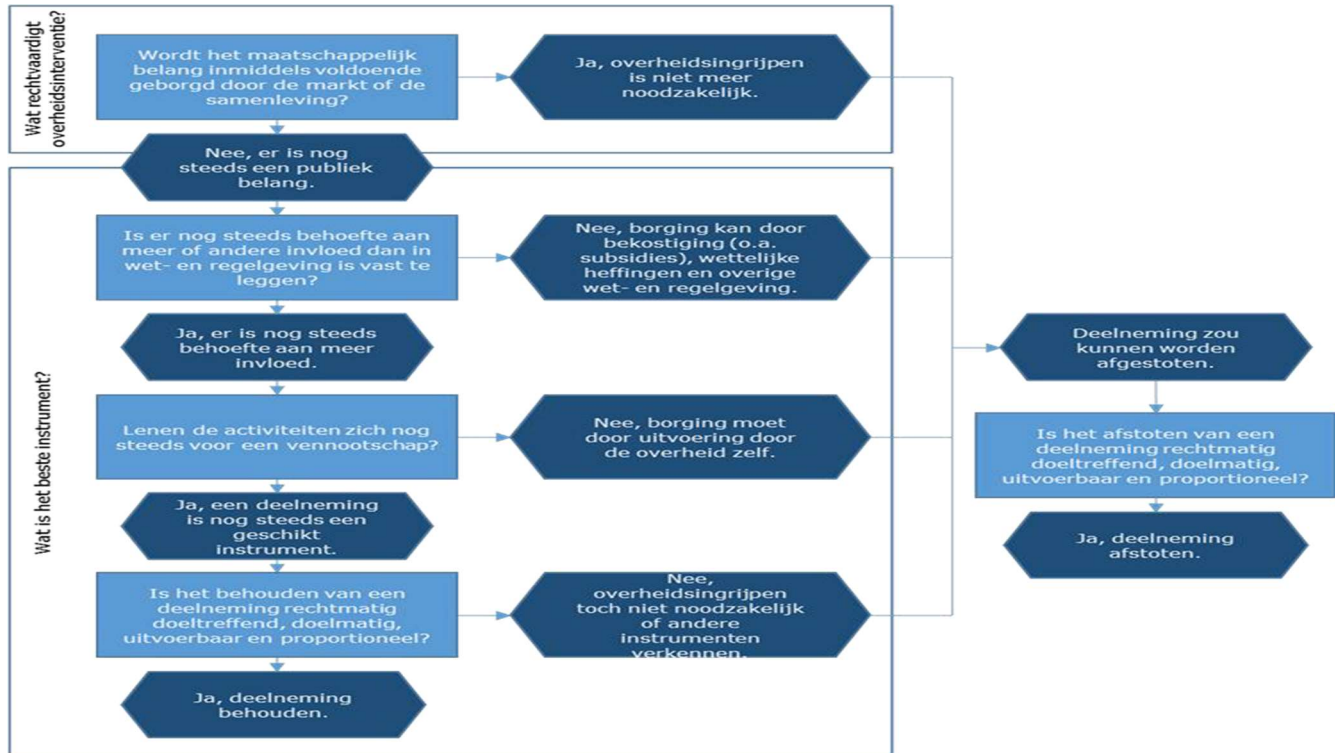 Wat rechtvaardigt
overheidsinterventie?
Wordt het maatschappelijk
belang inmiddels voldoende
geborgd door de markt of de
samenleving?
Ja, overheidsingrijpen
is niet meer
noodzakelijk.
Nee, er is nog
steeds een publiek
belang.
Wat is het beste instrument?
Is er nog steeds behoefte aan
meer of andere invloed dan in
wet- en regelgeving is vast te
leggen?
Nee, borging kan door
bekostiging (o.a.
subsidies), wettelijke
heffingen en overige
wet- en regelgeving.
Ja, er is nog steeds
behoefte aan meer
invloed.
Lenen de activiteiten zich nog
steeds voor een vennootschap?
Nee, borging moet
door uitvoering door
de overheid zelf.
Ja, een deelneming
is nog steeds een
geschikt
instrument.
Is het behouden van een
deelneming rechtmatig
doeltreffend, doelmatig,
uitvoerbaar en proportioneel?
Nee,
overheidsingrijpen
toch niet noodzakelijk
of andere
instrumenten
verkennen.
Ja, deelneming
behouden.
Deelneming zou
kunnen worden
afgestoten.
Is het afstoten van een
deelneming rechtmatig
doeltreffend, doelmatig,
uitvoerbaar en proportioneel?
Ja, deelneming
afstoten.